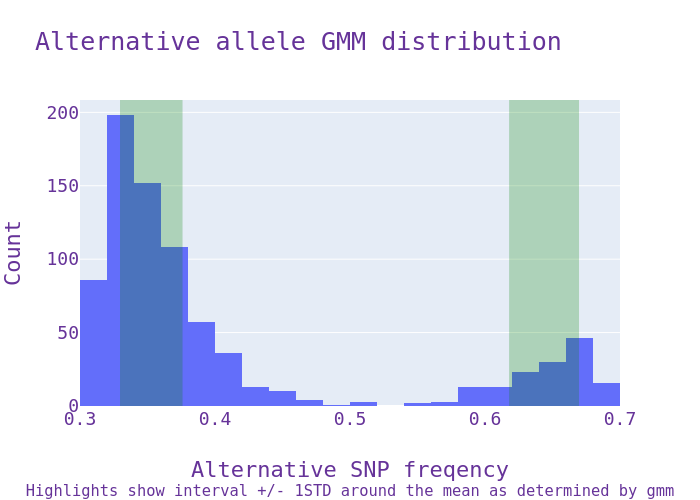 Alternative allele GMM distribution
200
150
100
50
0
Count
0.3 0.4 0.5 0.6 0.7
Alternative SNP freqency
Highlights show interval +/- 1STD around the mean as determined by gmm